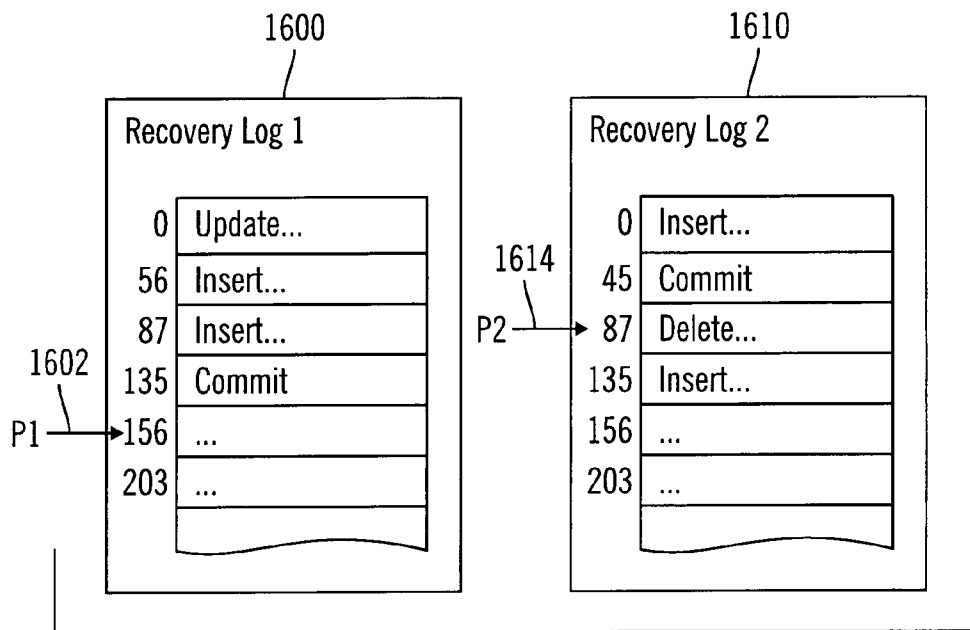 1600
1610
Recovery Log 1
0 Update...
56 Insert...
87 Insert...
135 Commit
156 ...
203 ...
1602
P1
Recovery Log 2
0 Insert...
45 Commit
87 Delete...
135 Insert...
156 ...
203 ...
1614
P2